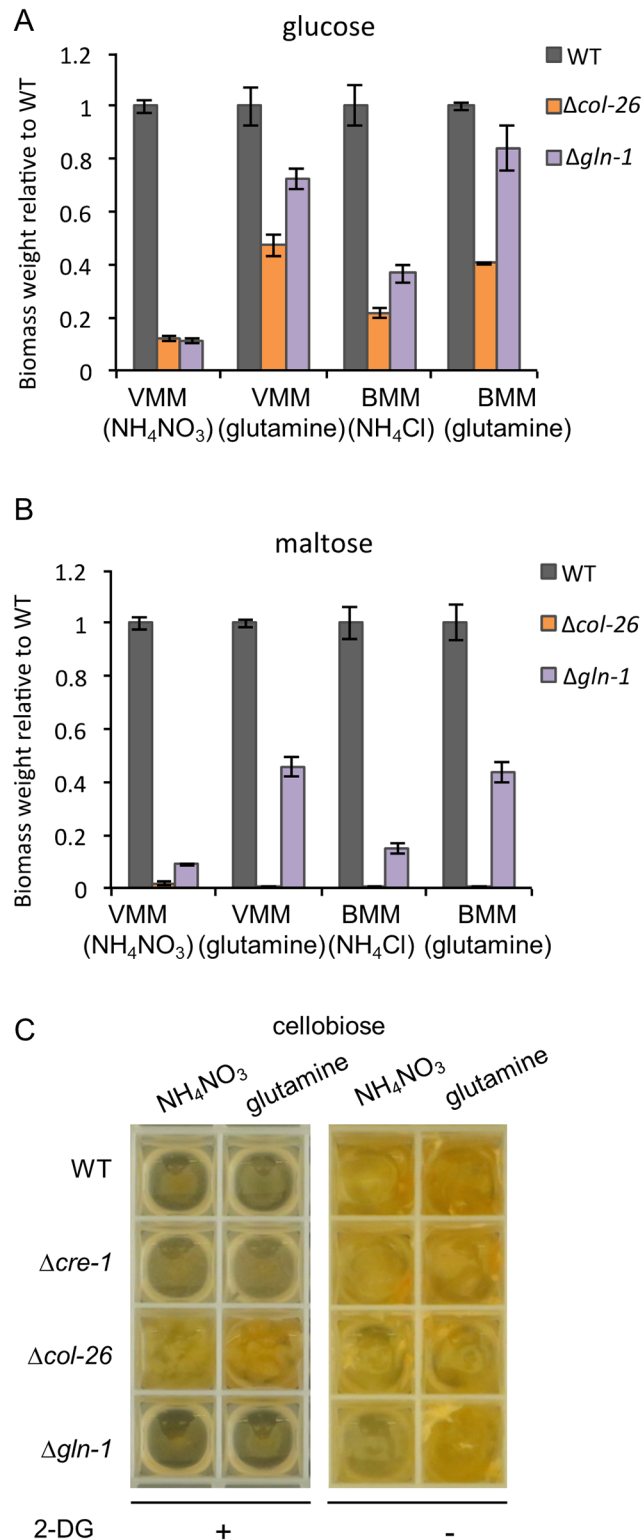 A
glucose
Biomass weight relative to WT
1.2
1
0.8
0.6
0.4
0.2
0
WT
Δcol-26
Δgln-1
VMM VMM BMM BMM
(NH₄NO₃) (glutamine) (NH₄Cl) (glutamine)
B
maltose
Biomass weight relative to WT
1.2
1
0.8
0.6
0.4
0.2
0
WT
Δcol-26
Δgln-1
VMM VMM BMM BMM
(NH₄NO₃) (glutamine) (NH₄Cl) (glutamine)
C
cellobiose
NH₄NO₃ glutamine NH₄NO₃ glutamine
WT
Δcre-1
Δcol-26
Δgln-1
2-DG + -